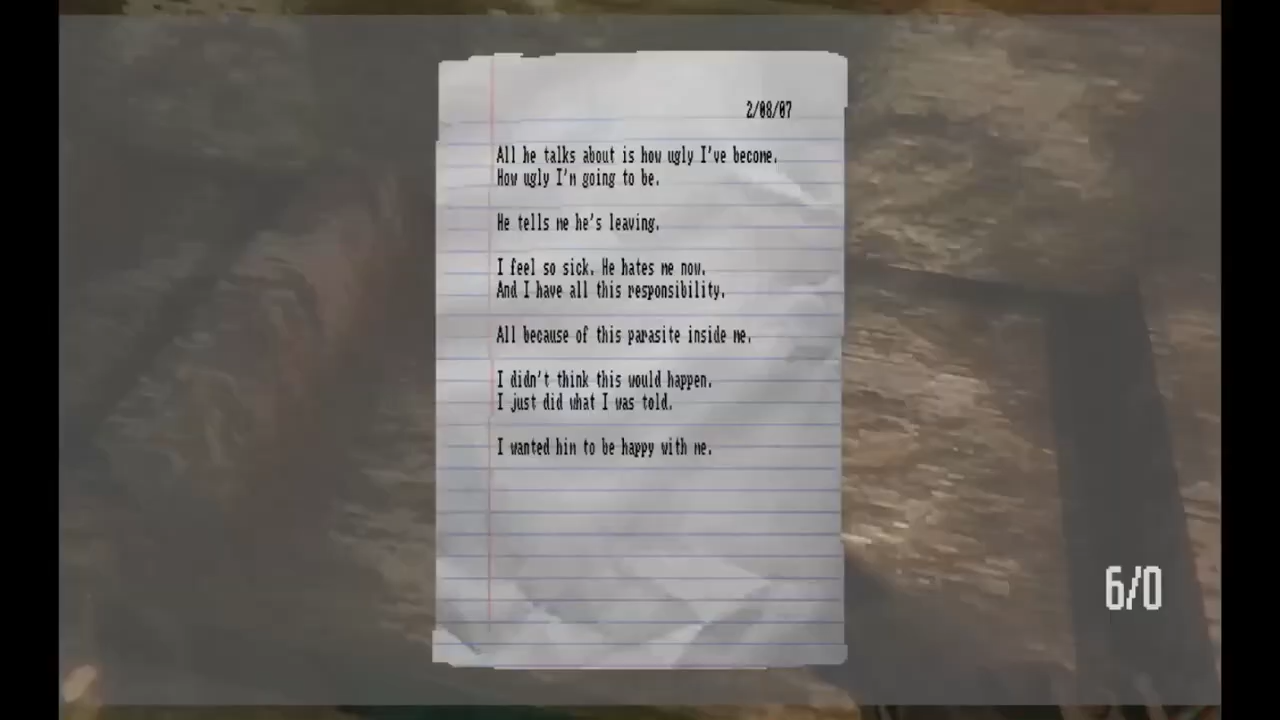 2/08/07
All he talks about is how ugly I've become.
How ugly I'm going to be.
He tells me he's leaving.
I feel so sick. He hates me now.
And I have all this responsibility.
All because of this parasite inside me.
I didn't think this would happen.
I just did what I was told.
I wanted him to be happy with me.
6/0